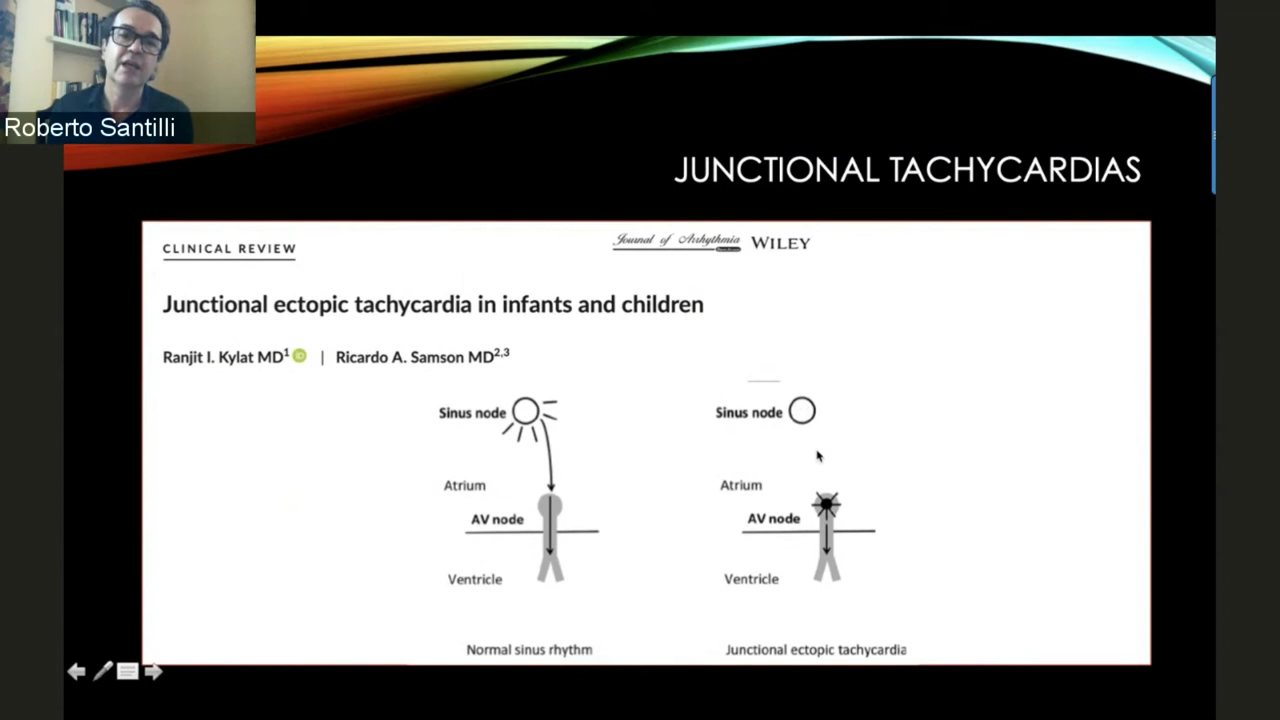 Roberto Santilli
JUNCTIONAL TACHYCARDIAS
CLINICAL REVIEW
Journal of Arrhythmia WILEY
Junctional ectopic tachycardia in infants and children
Ranjit I. Kylat MD1 iD | Ricardo A. Samson MD2,3
Sinus node
Sinus node
Atrium
Atrium
AV node
AV node
Ventricle
Ventricle
Normal sinus rhythm
Junctional ectopic tachycardia